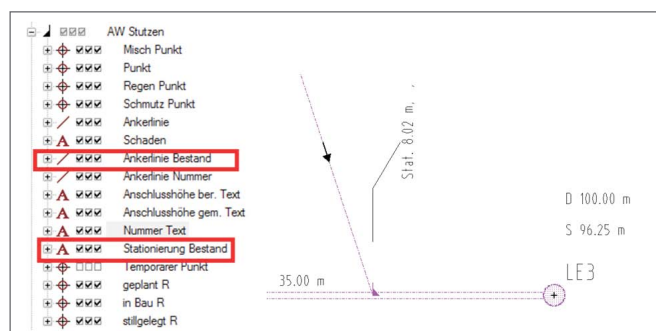 AW Stutzen
Misch Punkt
Punkt
Regen Punkt
Schmutz Punkt
Ankerlinie
A Schaden
Ankerlinie Bestand
Ankerlinie Nummer
A Anschlusshöhe ber. Text
A Anschlusshöhe gem. Text
A Nummer Text
A Stationierung Bestand
Temporärer Punkt
geplant R
in Bau R
stillgelegt R
Stat. 8.02 m, .
D 100.00 m
S 96.25 m
LE3
35.00 m